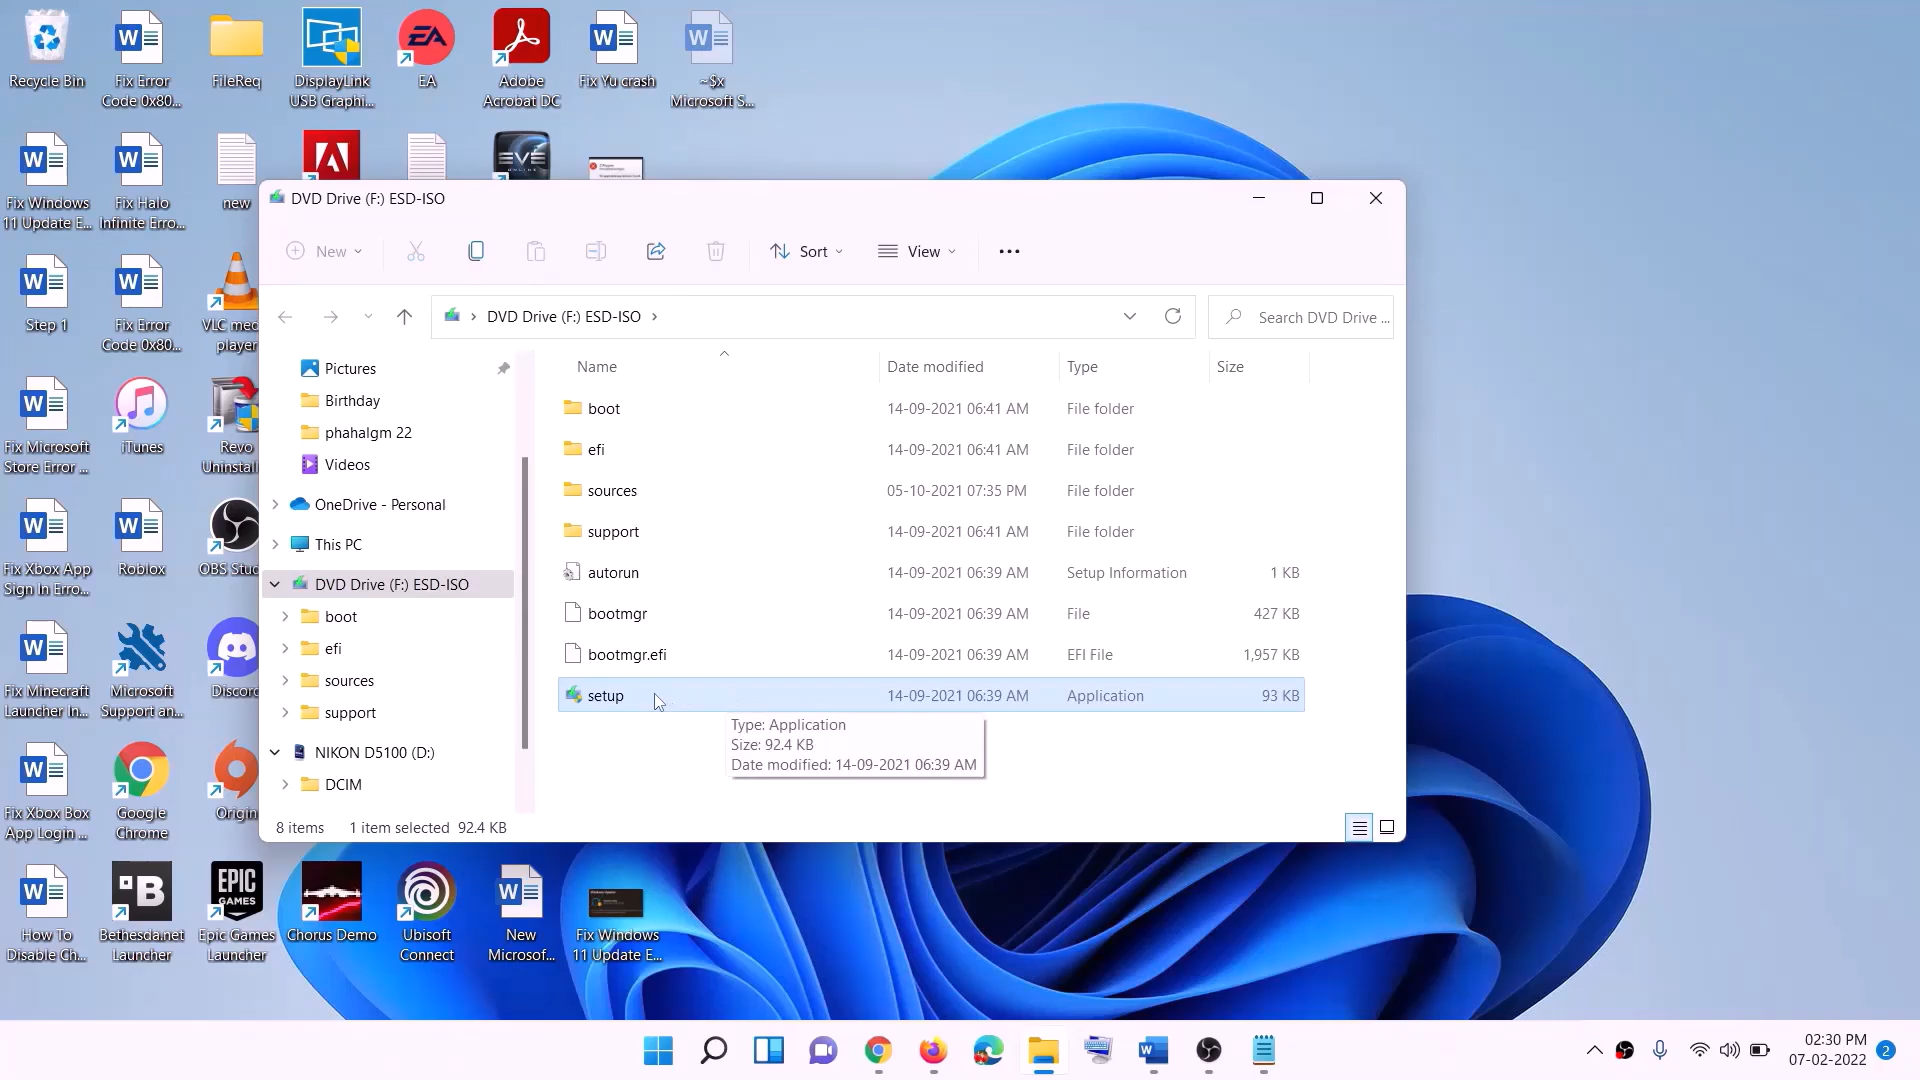 Recycle Bin
Fix Error
Code 0x80...
FileReq
DisplayLink
USB Graphi...
EA
EA
Adobe
Acrobat DC
Fix Yu crash
~$x
Microsoft S...
Fix Windows
11 Update E...
Fix Halo
Infinite Erro...
new
EVE
ONLINE
Step 1
Fix Error
Code 0x80...
VLC med
player
Fix Microsoft
Store Error ...
iTunes
Revo
Uninstall
Fix Xbox App
Sign In Erro...
Roblox
OBS Stud
Fix Minecraft
Launcher In...
Microsoft
Support an...
Discord
Fix Xbox Box
App Login ...
Google
Chrome
Origin
How To
Disable Ch...
B
Bethesda.net
Launcher
EPIC
GAMES
Epic Games
Launcher
Chorus Demo
Ubisoft
Connect
New
Microsof...
Fix Windows
11 Update E...
DVD Drive (F:) ESD-ISO
New
Sort
View
DVD Drive (F:) ESD-ISO
Search DVD Drive ...
Pictures
Birthday
phahalgm 22
Videos
OneDrive - Personal
This PC
DVD Drive (F:) ESD-ISO
boot
efi
sources
support
NIKON D5100 (D:)
DCIM
Name Date modified Type Size
boot 14-09-2021 06:41 AM File folder
efi 14-09-2021 06:41 AM File folder
sources 05-10-2021 07:35 PM File folder
support 14-09-2021 06:41 AM File folder
autorun 14-09-2021 06:39 AM Setup Information 1 KB
bootmgr 14-09-2021 06:39 AM File 427 KB
bootmgr.efi 14-09-2021 06:39 AM EFI File 1,957 KB
setup 14-09-2021 06:39 AM Application 93 KB
Type: Application
Size: 92.4 KB
Date modified: 14-09-2021 06:39 AM
8 items 1 item selected 92.4 KB
02:30 PM
07-02-2022
2